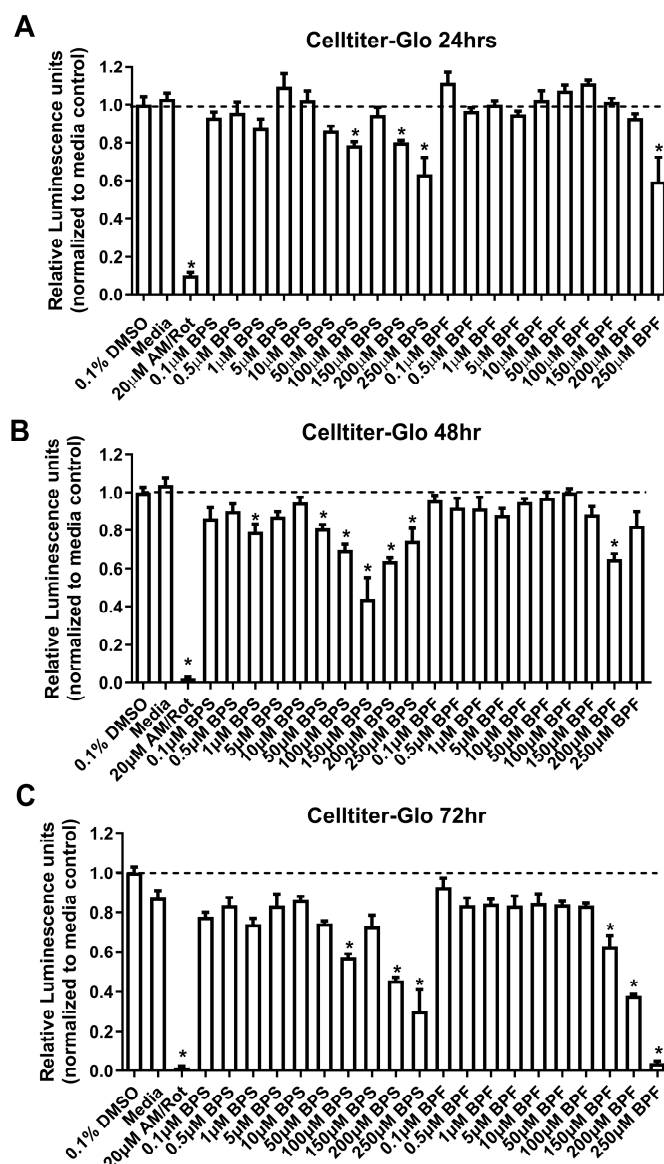 A
Celltiter-Glo 24hrs
Relative Luminescence units
(normalized to media control)
1.2
1.0
0.8
0.6
0.4
0.2
0.0
* * * * *
0.1% DMSO
Media
20μM AM/Rot
0.1μM BPS
0.5μM BPS
1μM BPS
5μM BPS
10μM BPS
50μM BPS
100μM BPS
150μM BPS
200μM BPS
250μM BPS
0.1μM BPF
0.5μM BPF
1μM BPF
5μM BPF
10μM BPF
50μM BPF
100μM BPF
150μM BPF
200μM BPF
250μM BPF
B
Celltiter-Glo 48hr
Relative Luminescence units
(normalized to media control)
1.2
1.0
0.8
0.6
0.4
0.2
0.0
* * * * * * * *
0.1% DMSO
Media
20μM AM/Rot
0.1μM BPS
0.5μM BPS
1μM BPS
5μM BPS
10μM BPS
50μM BPS
100μM BPS
150μM BPS
200μM BPS
250μM BPS
0.1μM BPF
0.5μM BPF
1μM BPF
5μM BPF
10μM BPF
50μM BPF
100μM BPF
150μM BPF
200μM BPF
250μM BPF
C
Celltiter-Glo 72hr
Relative Luminescence units
(normalized to media control)
1.2
1.0
0.8
0.6
0.4
0.2
0.0
* * * * * * *
0.1% DMSO
Media
20μM AM/Rot
0.1μM BPS
0.5μM BPS
1μM BPS
5μM BPS
10μM BPS
50μM BPS
100μM BPS
150μM BPS
200μM BPS
250μM BPS
0.1μM BPF
0.5μM BPF
1μM BPF
5μM BPF
10μM BPF
50μM BPF
100μM BPF
150μM BPF
200μM BPF
250μM BPF